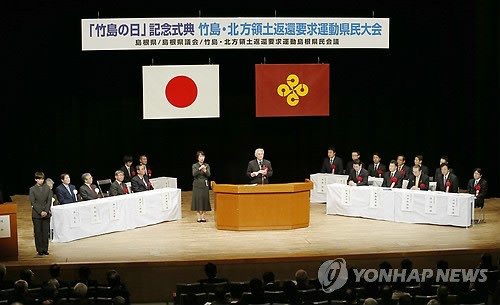 「竹島の日」記念式典 竹島・北方領土返還要求運動県民大会
島根県/島根県議会/竹島・北方領土返還要求運動島根県民会議
YONHAP NEWS